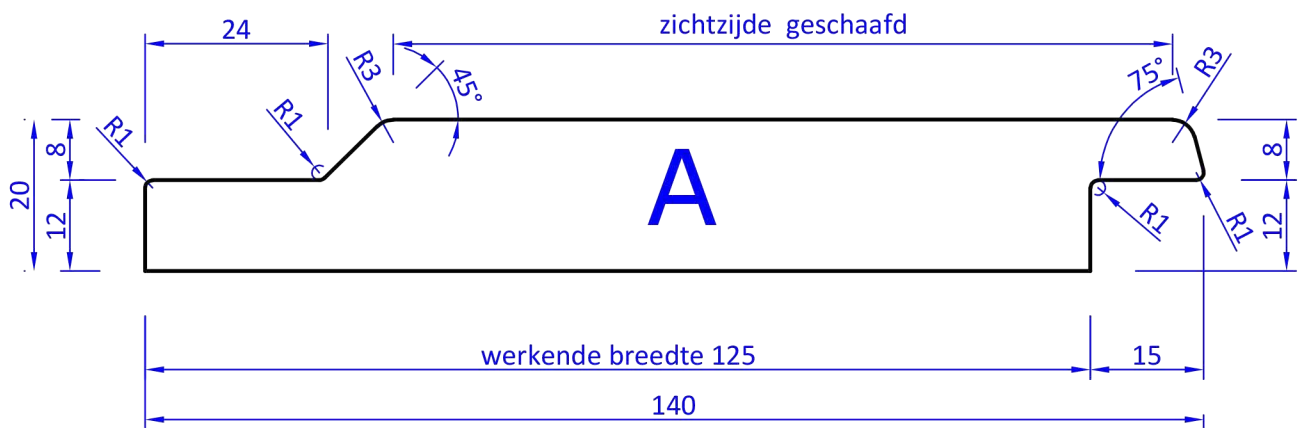 zichtzijde geschaafd
24
R3
45°
75°
R3
R1
R1
8
20
12
A
8
12
R1
R1
werkende breedte 125
15
140